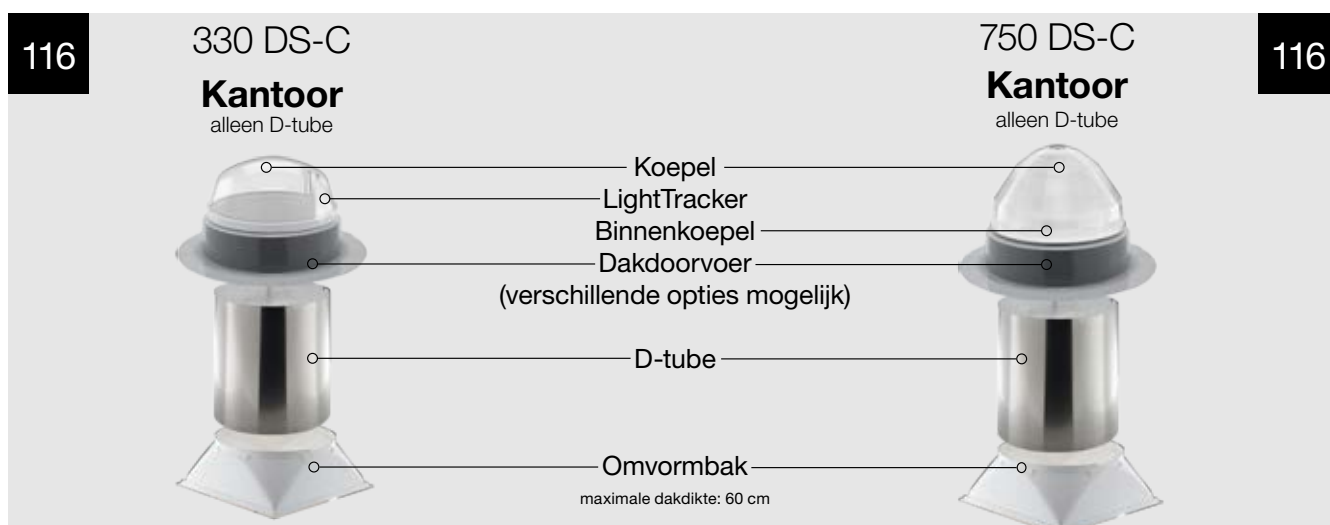 116
330 DS-C
Kantoor
alleen D-tube
750 DS-C
Kantoor
alleen D-tube
116
Koepel
LightTracker
Binnenkoepel
Dakdoorvoer
(verschillende opties mogelijk)
D-tube
Omvormbak
maximale dakdikte: 60 cm